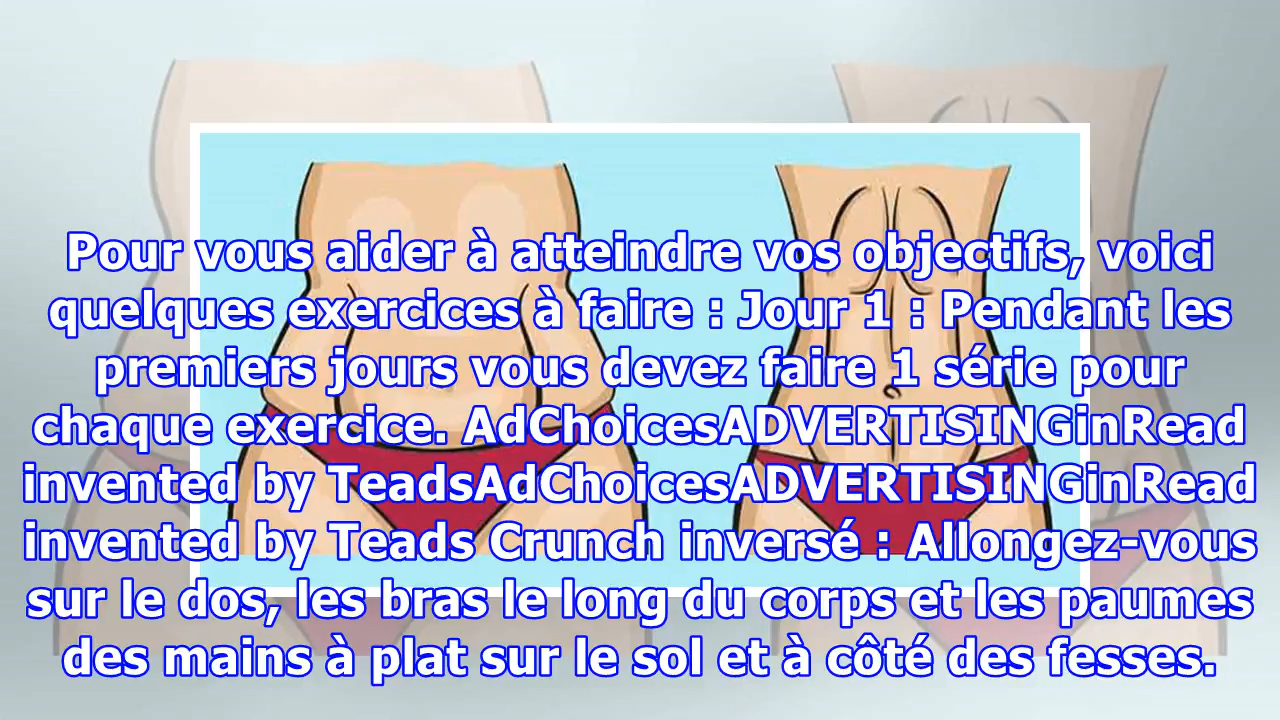 Pour vous aider à atteindre vos objectifs, voici
quelques exercices à faire : Jour 1 : Pendant les
premiers jours vous devez faire 1 série pour
chaque exercice. AdChoicesADVERTISINGinRead
invented by TeadsAdChoicesADVERTISINGinRead
invented by Teads Crunch inversé : Allongez-vous
sur le dos, les bras le long du corps et les paumes
des mains à plat sur le sol et à côté des fesses.